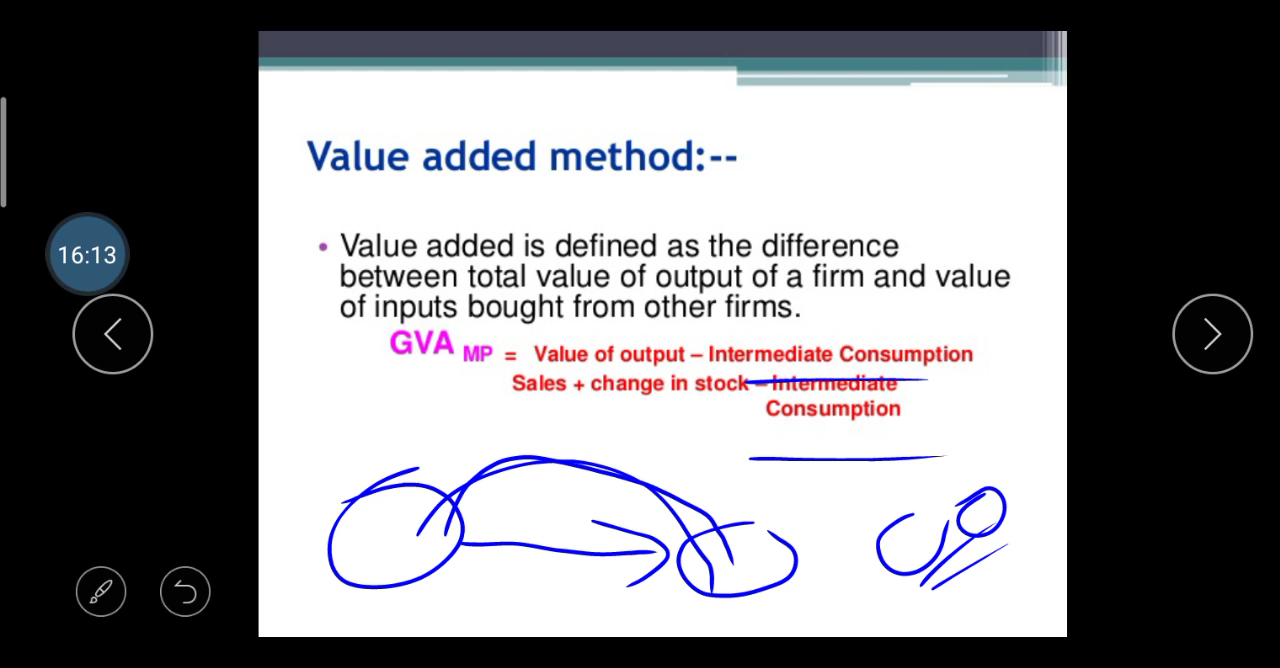 Value added method:--
• Value added is defined as the difference
between total value of output of a firm and value
of inputs bought from other firms.
GVA MP = Value of output – Intermediate Consumption
Sales + change in stock – Intermediate
Consumption
16:13